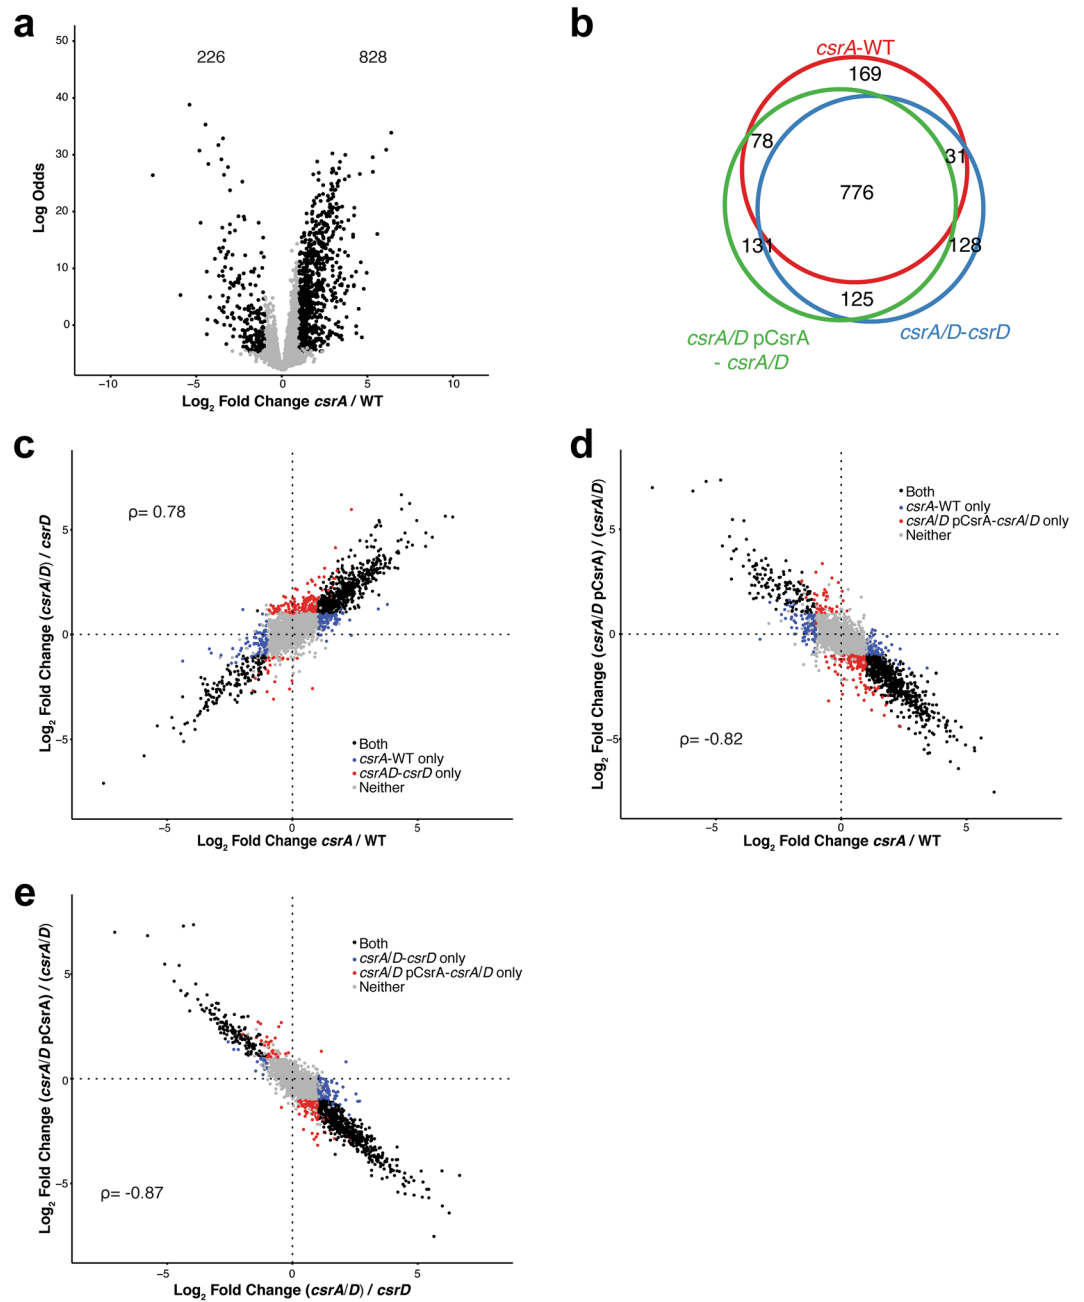 a
226
828
50
40
30
20
10
0
Log Odds
−10
−5
0
5
10
Log2 Fold Change csrA / WT
b
csrA-WT
169
78
31
776
131
128
125
csrA/D pCsrA
- csrA/D
csrA/D-csrD
c
ρ= 0.78
5
0
−5
Log2 Fold Change (csrA/D) / csrD
Both
csrA-WT only
csrAD-csrD only
Neither
−5
0
5
Log2 Fold Change csrA / WT
d
Both
csrA-WT only
csrA/D pCsrA-csrA/D only
Neither
5
0
−5
Log2 Fold Change (csrA/D pCsrA) / (csrA/D)
ρ= -0.82
−5
0
5
Log2 Fold Change csrA / WT
e
Both
csrA/D-csrD only
csrA/D pCsrA-csrA/D only
Neither
5
0
−5
Log2 Fold Change (csrA/D pCsrA) / (csrA/D)
ρ= -0.87
−5
0
5
Log2 Fold Change (csrA/D) / csrD